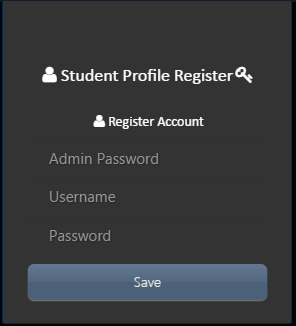 Student Profile Register
Register Account
Admin Password
Username
Password
Save